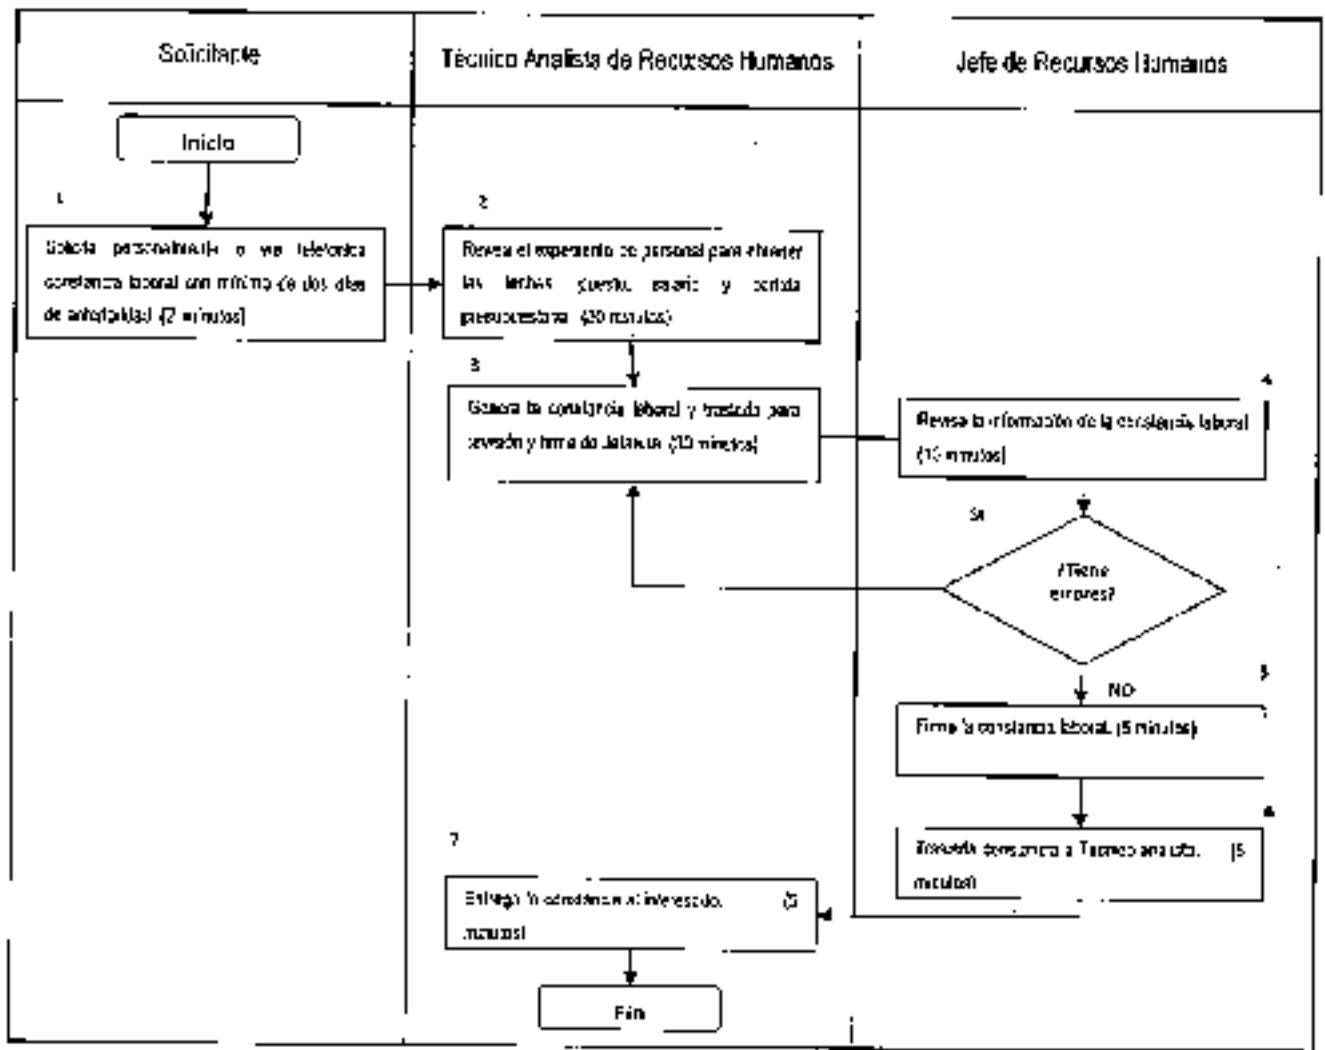 Solicitante
Técnico Analista de Recursos Humanos
Jefe de Recursos Humanos
Inicio
1
Solicita personalmente o vía telefónica
constancia laboral con mínimo de dos días
de anterioridad (2 minutos)
2
Revisa el expediente de personal para obtener
las fechas puesto, salario y partida
presupuestaria (20 minutos)
3
Genera la constancia laboral y traslada para
revisión y firma de Jefatura (10 minutos)
4
Revisa la información de la constancia laboral
minutos)
SI
¿Tiene
errores?
NO
5
Firma la constancia laboral. (5 minutos)
6
Traslada constancia a Técnico analista. (5
minutos)
7
Entrega la constancia al interesado. (5
minutos)
Fin